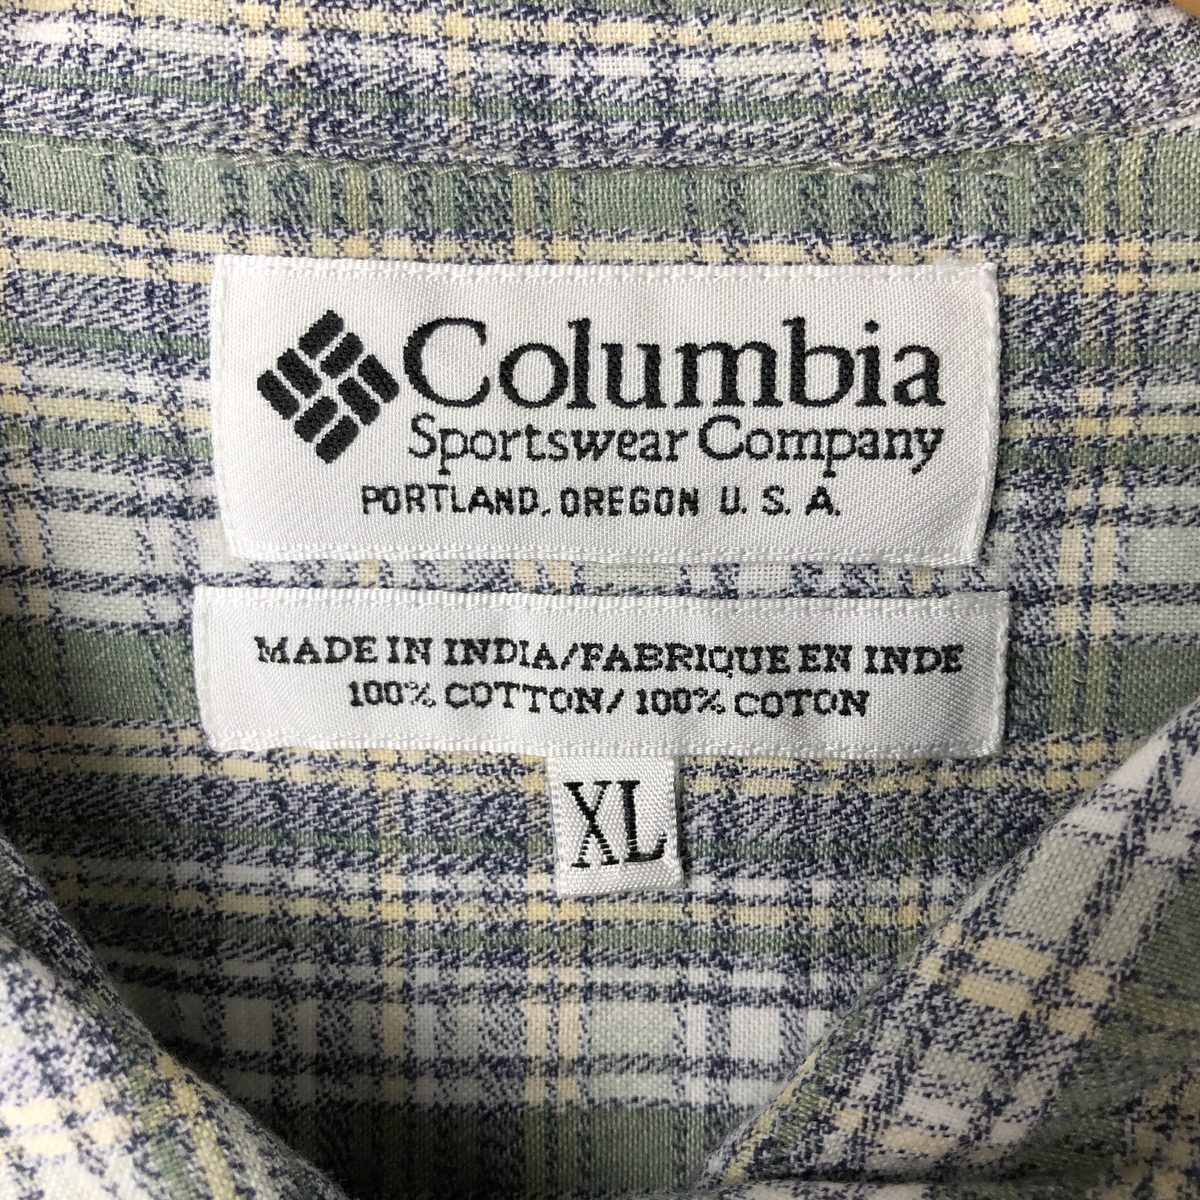 Columbia
Sportswear Company
PORTLAND, OREGON U. S. A.
MADE IN INDIA/FABRIQUE EN INDE
100% COTTON/ 100% COTON
XL